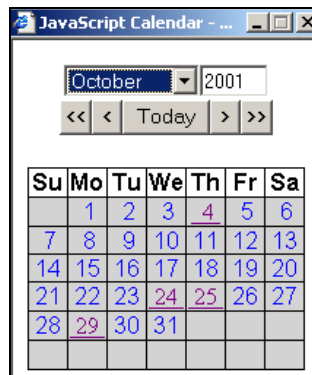 JavaScript Calendar - ...
October 2001
<< < Today > >>
Su Mo Tu We Th Fr Sa
1 2 3 4 5 6
7 8 9 10 11 12 13
14 15 16 17 18 19 20
21 22 23 24 25 26 27
28 29 30 31